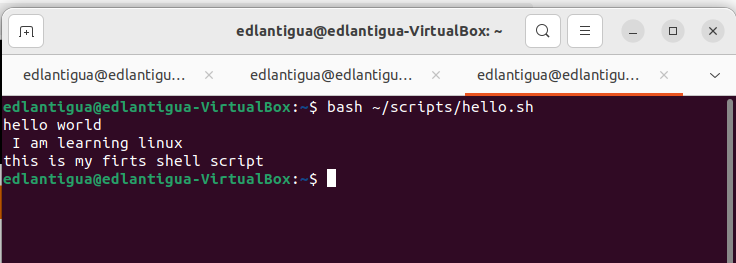 edlantigua@edlantigua-VirtualBox: ~
edlantigua@edlantigu... edlantigua@edlantigu... edlantigua@edlantigu...
edlantigua@edlantigua-VirtualBox:~$ bash ~/scripts/hello.sh
hello world
 I am learning linux
this is my firts shell script
edlantigua@edlantigua-VirtualBox:~$